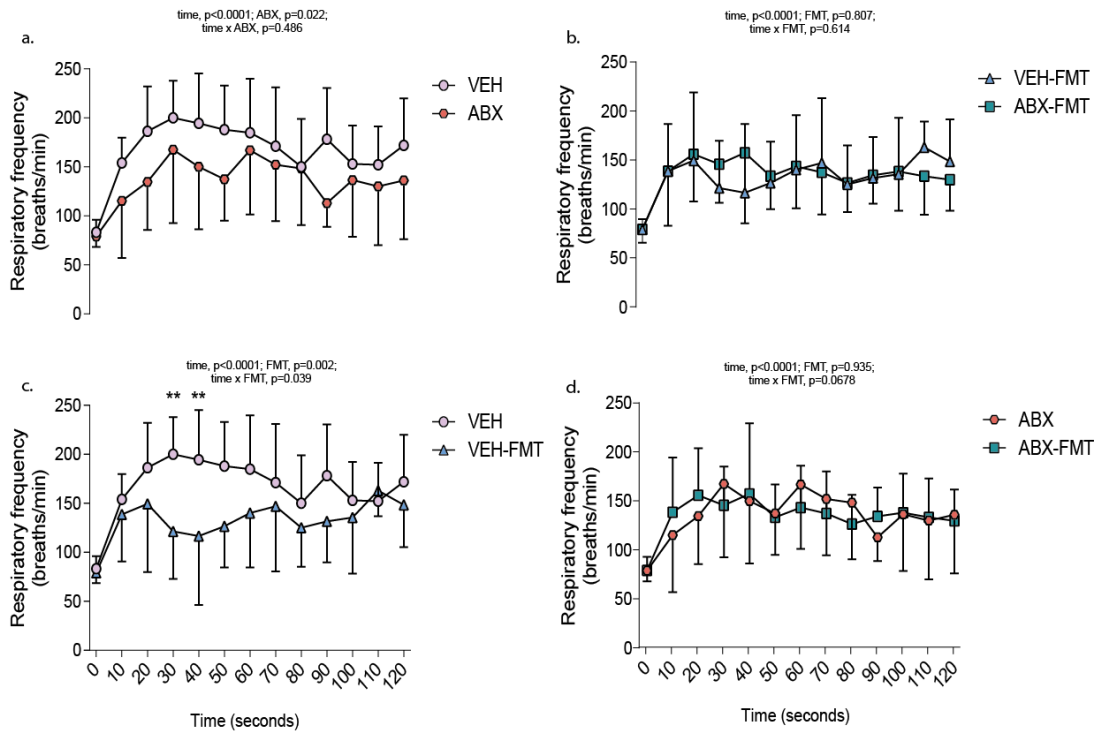 time, p<0.0001; ABX, p=0.022;
time x ABX, p=0.486
a.
250
200
150
100
50
0
Respiratory frequency
(breaths/min)
VEH
ABX
time, p<0.0001; FMT, p=0.807;
time x FMT, p=0.614
b.
250
200
150
100
50
0
Respiratory frequency
(breaths/min)
VEH-FMT
ABX-FMT
time, p<0.0001; FMT, p=0.002;
time x FMT, p=0.039
c.
** **
250
200
150
100
50
0
Respiratory frequency
(breaths/min)
VEH
VEH-FMT
0 10 20 30 40 50 60 70 80 90 100 110 120
Time (seconds)
time, p<0.0001; FMT, p=0.935;
time x FMT, p=0.0678
d.
250
200
150
100
50
0
Respiratory frequency
(breaths/min)
ABX
ABX-FMT
0 10 20 30 40 50 60 70 80 90 100 110 120
Time (seconds)